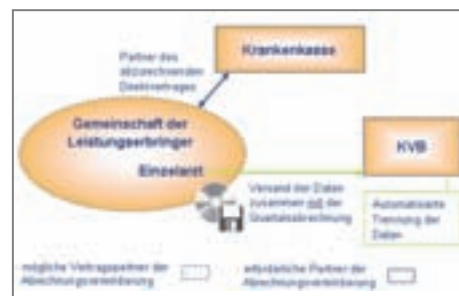 Krankenkasse
Partner des
abzurechnenden
Direktvertrages
Gemeinschaft der
Leistungserbringer
Einzelarzt
KVB
Versand der Daten
zusammen mit der
Quartalsabrechnung
Automatisierte
Trennung der
Daten
mögliche Vertragspartner der
Abrechnungsvereinbarung
erforderliche Partner der
Abrechnungsvereinbarung